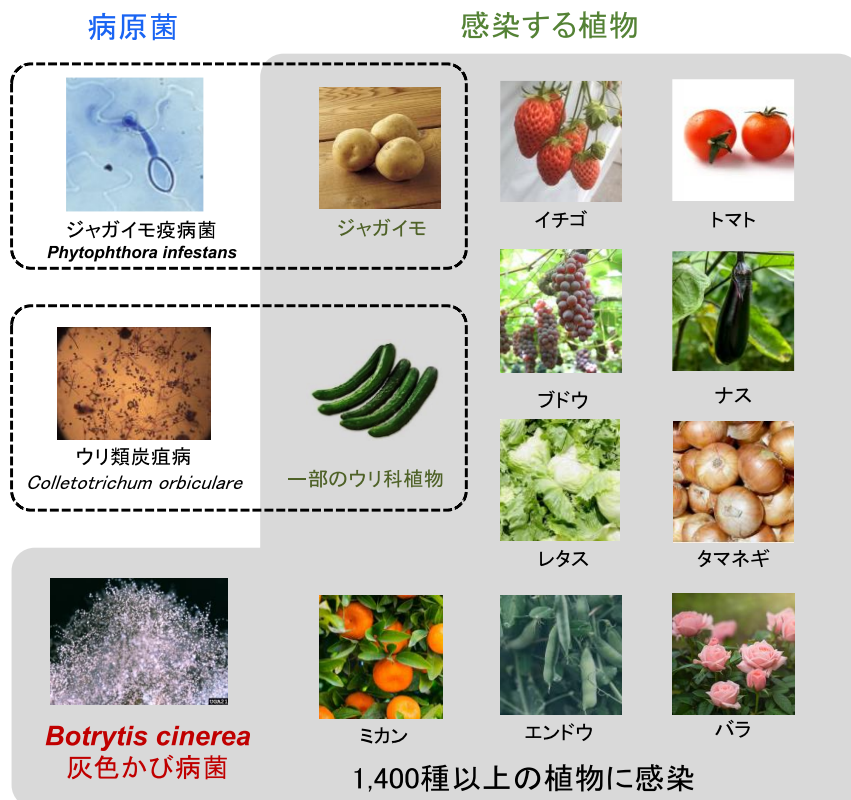 病原菌
感染する植物
ジャガイモ疫病菌
Phytophthora infestans
ジャガイモ
イチゴ
トマト
ブドウ
ナス
ウリ類炭疽病
Colletotrichum orbiculare
一部のウリ科植物
レタス
タマネギ
Botrytis cinerea
灰色かび病菌
ミカン
エンドウ
バラ
1,400種以上の植物に感染